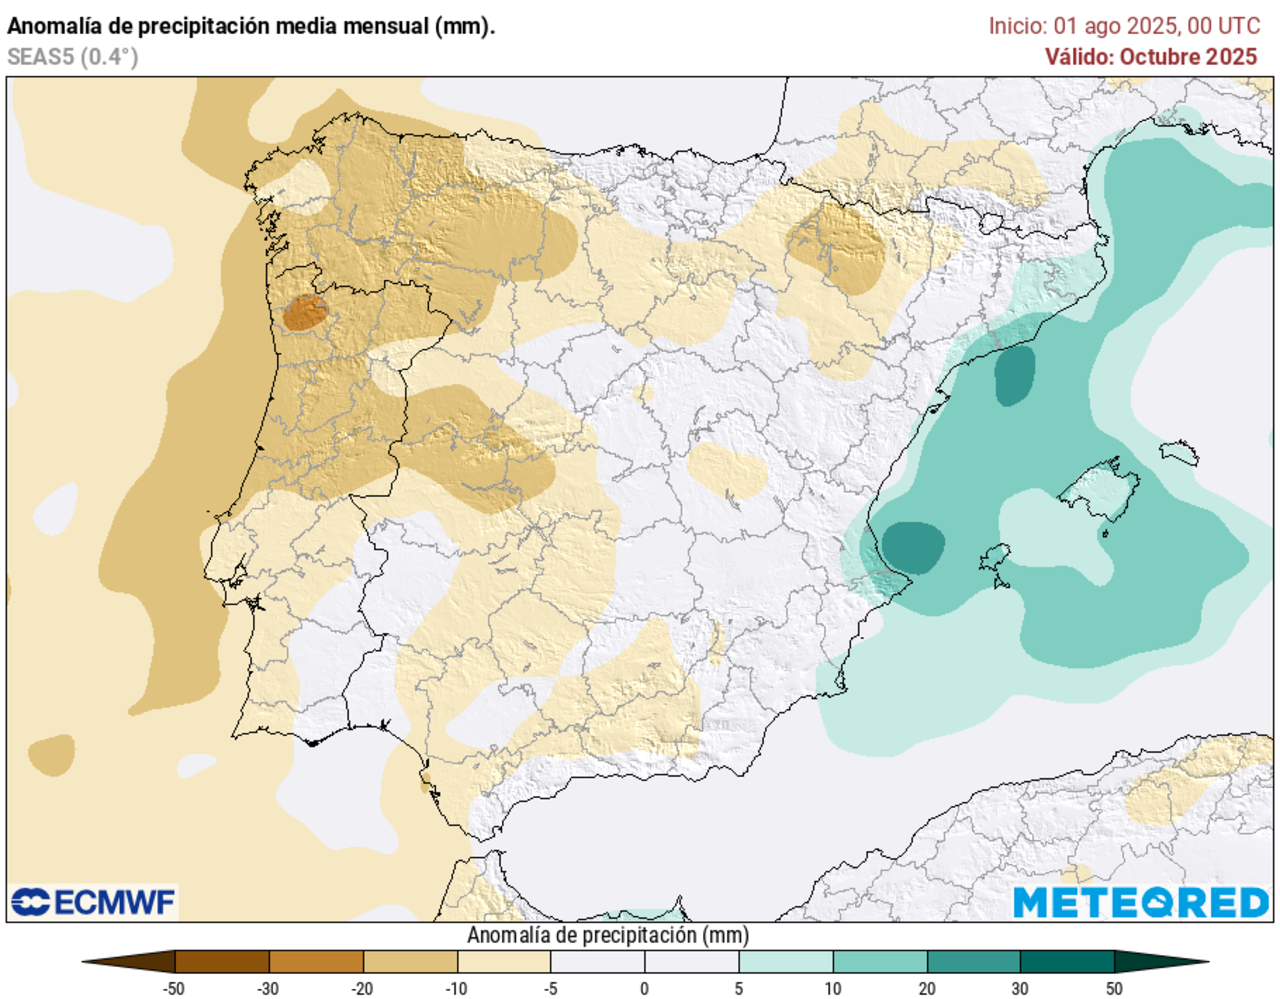 Anomalía de precipitación media mensual (mm).
Inicio: 01 ago 2025, 00 UTC
SEAS5 (0.4°)
Válido: Octubre 2025
ECMWF
METEORED
Anomalía de precipitación (mm)
-50 -30 -20 -10 -5 0 5 10 20 30 50